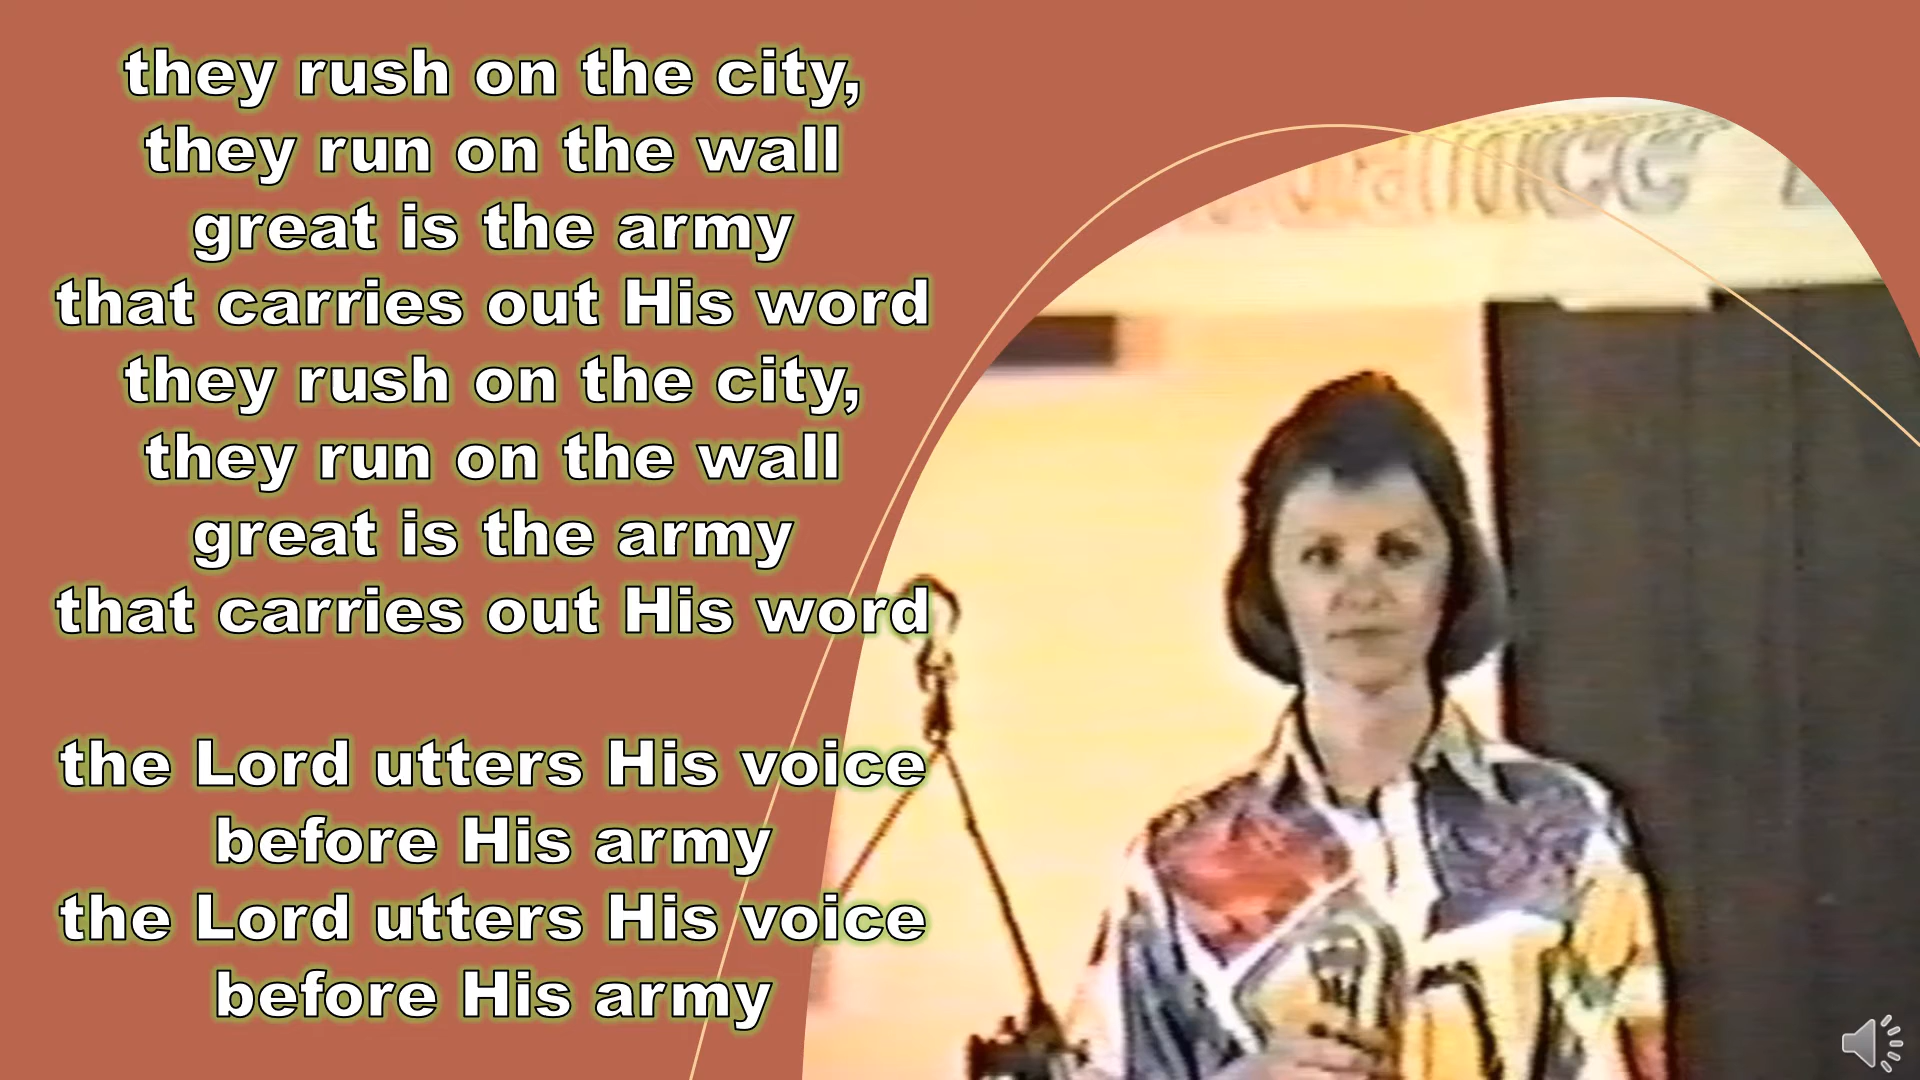 they rush on the city,
they run on the wall
great is the army
that carries out His word
they rush on the city,
they run on the wall
great is the army
that carries out His word
the Lord utters His voice
before His army
the Lord utters His voice
before His army